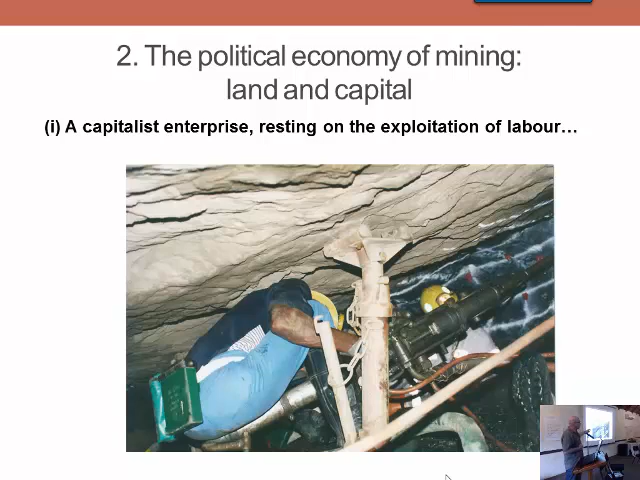 2. The political economy of mining:
land and capital
(i) A capitalist enterprise, resting on the exploitation of labour…